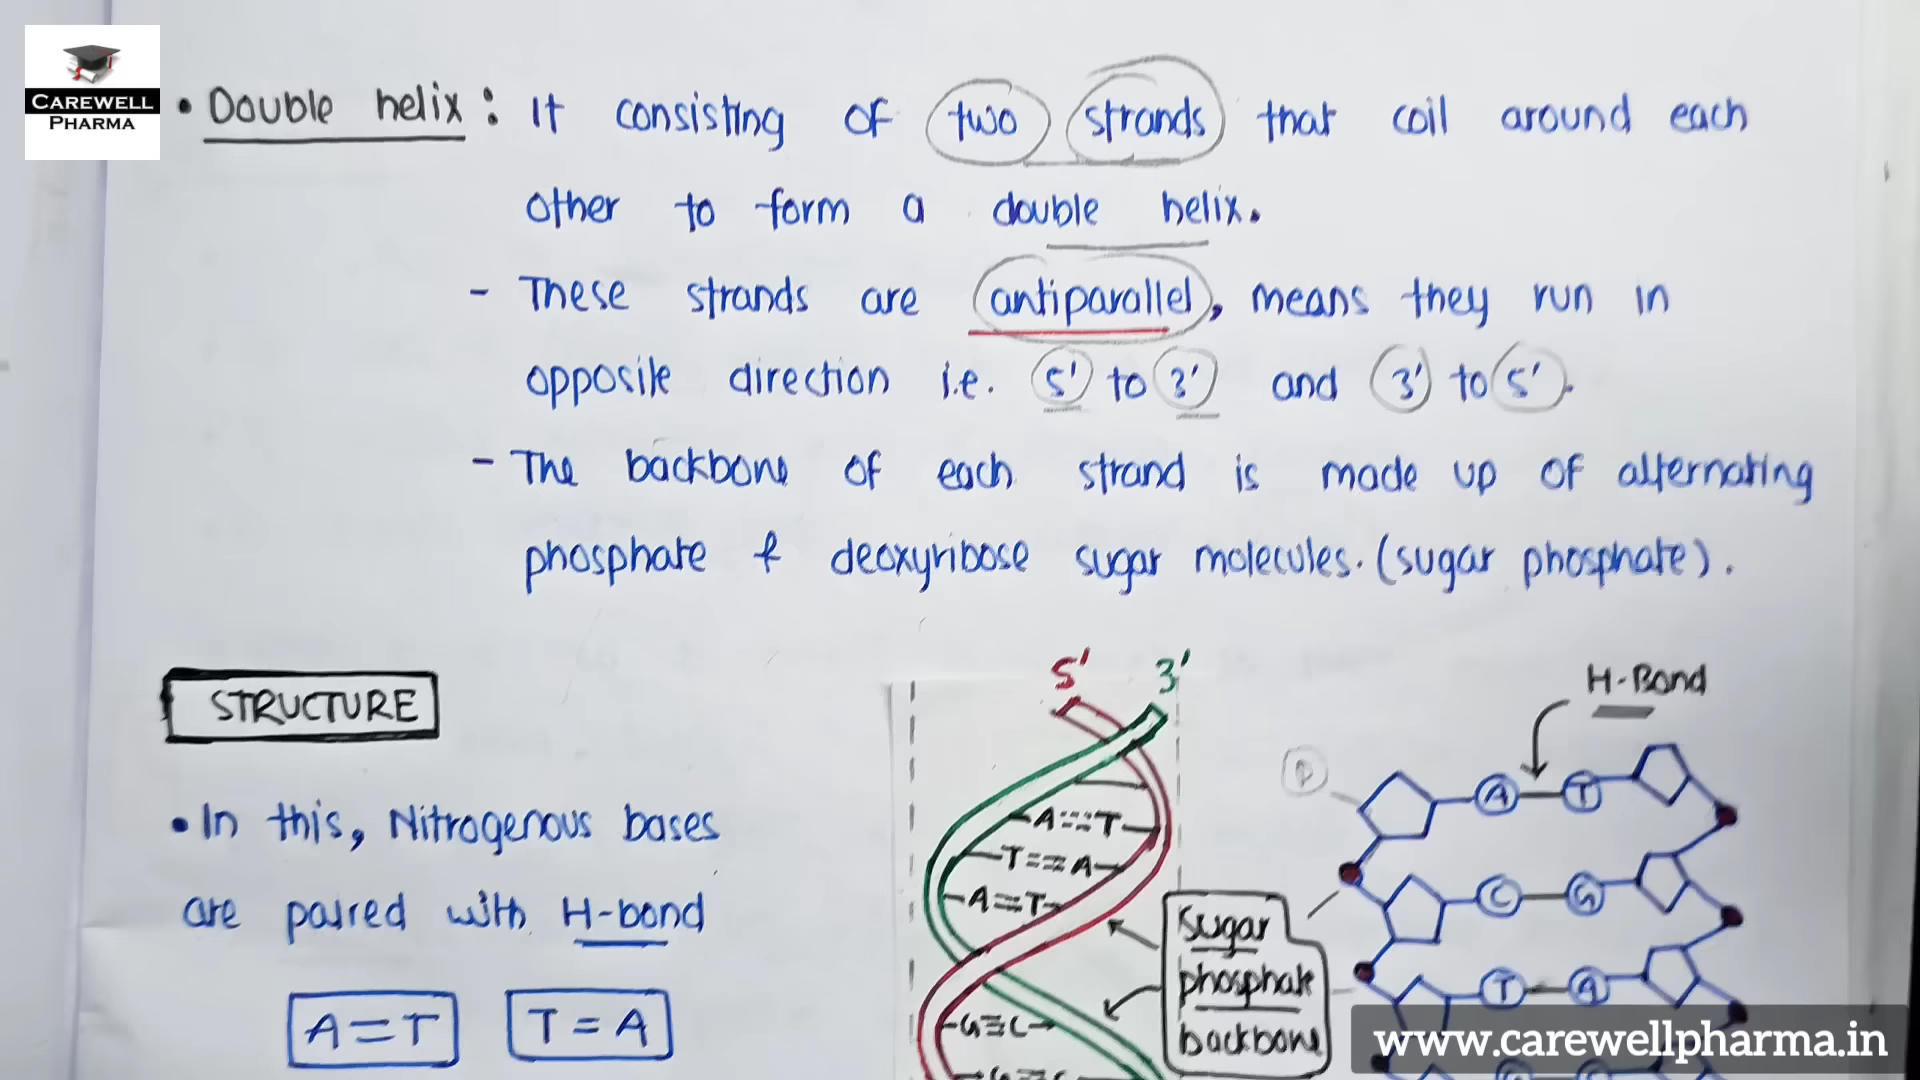 CAREWELL
PHARMA
• Double helix : It consisting of two strands that coil around each
other to form a double helix.
- These strands are antiparallel, means they run in
opposite direction i.e. 5' to 3' and 3' to 5'.
- The backbone of each strand is made up of alternating
phosphate & deoxyribose sugar molecules. (sugar phosphate).
STRUCTURE
• In this, Nitrogenous bases
are paired with H-bond
A=T T=A
5' 3'
A===T
T==A
A=T
G≡C
Sugar
phosphate
backbone
H-Bond
P
A T
C G
T A
www.carewellpharma.in